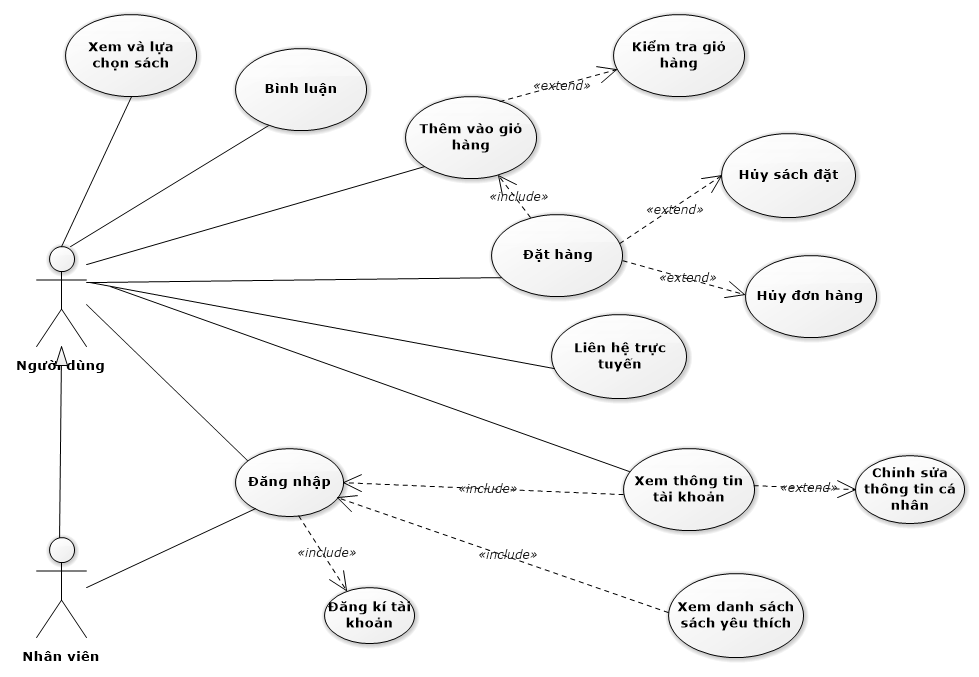 Xem và lựa
chọn sách
Bình luận
Kiểm tra giỏ
hàng
«extend»
Thêm vào giỏ
hàng
Hủy sách đặt
«include»
«extend»
Đặt hàng
«extend»
Hủy đơn hàng
Người dùng
Liên hệ trực
tuyến
Đăng nhập
«include»
Xem thông tin
tài khoản
«extend»
Chỉnh sửa
thông tin cá
nhân
«include»
«include»
Đăng kí tài
khoản
Xem danh sách
sách yêu thích
Nhân viên